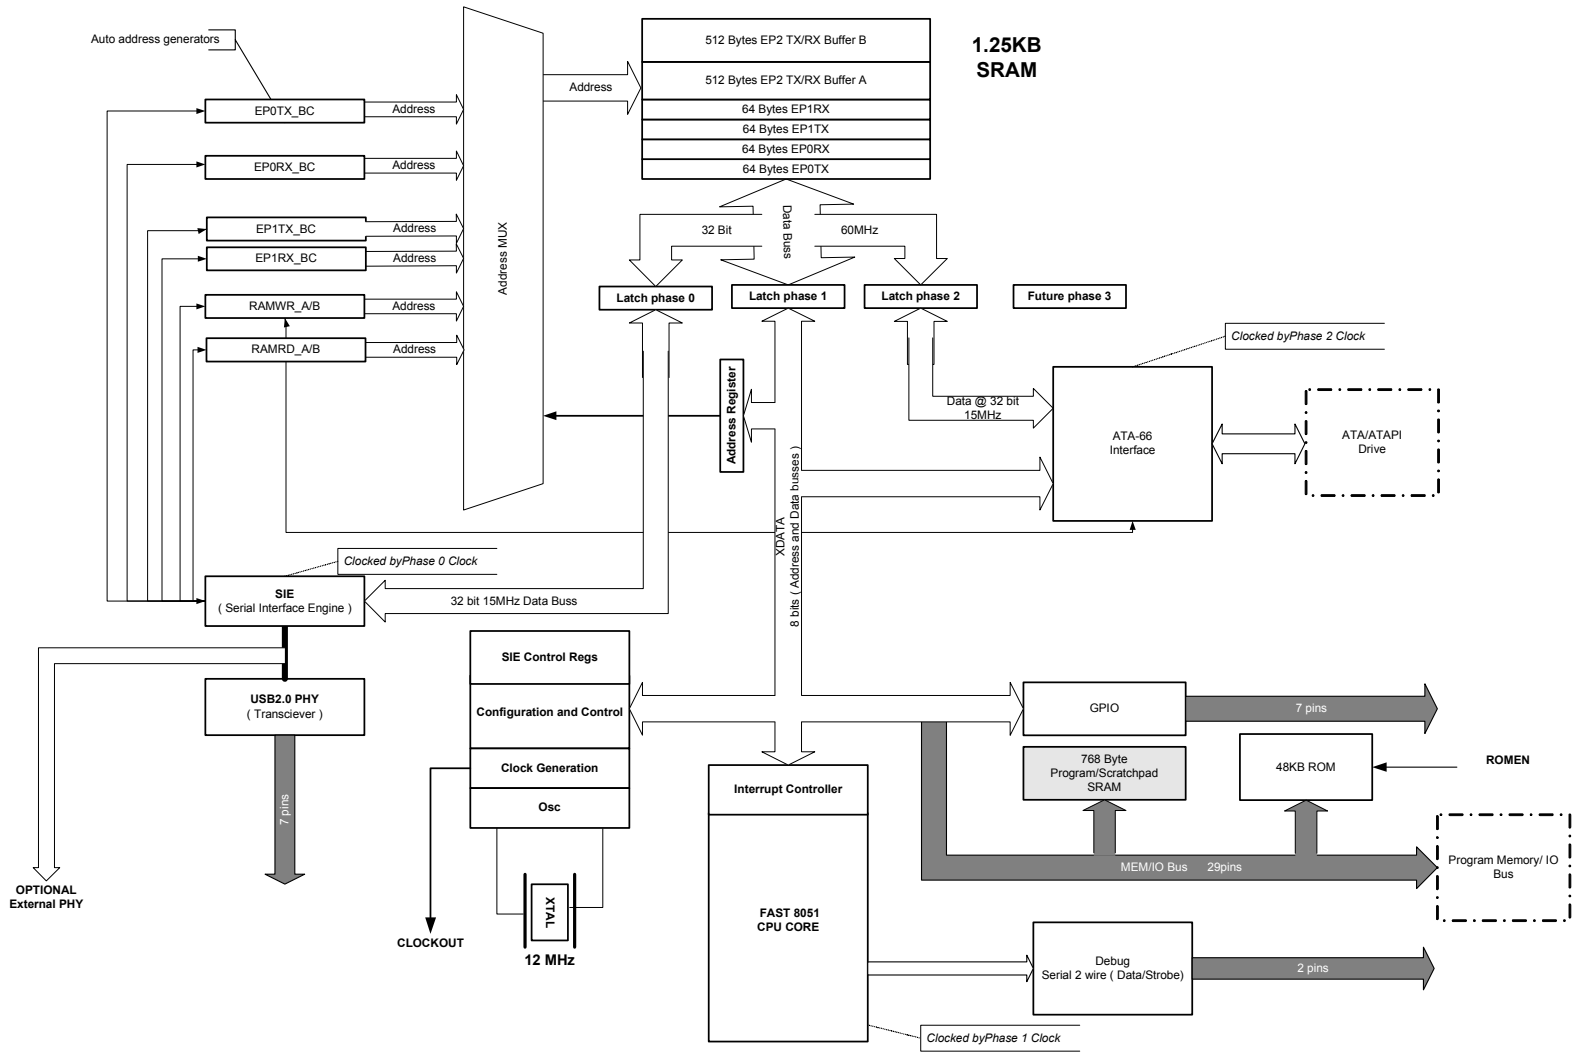 Auto address generators
512 Bytes EP2 TX/RX Buffer B
1.25KB
SRAM
512 Bytes EP2 TX/RX Buffer A
Address
EP0TX_BC
Address
64 Bytes EP1RX
64 Bytes EP1TX
64 Bytes EP0RX
64 Bytes EP0TX
EP0RX_BC
Address
EP1TX_BC
Address
EP1RX_BC
Address
RAMWR_A/B
Address
RAMRD_A/B
Address
Address MUX
32 Bit
Data Buss
60MHz
Latch phase 0
Latch phase 1
Latch phase 2
Future phase 3
Clocked byPhase 2 Clock
Address Register
Data @ 32 bit
15MHz
ATA-66
Interface
ATA/ATAPI
Drive
XDATA
8 bits ( Address and Data busses )
Clocked byPhase 0 Clock
SIE
( Serial Interface Engine )
32 bit 15MHz Data Buss
SIE Control Regs
Configuration and Control
Clock Generation
Osc
USB2.0 PHY
( Transciever )
7 pins
OPTIONAL
External PHY
CLOCKOUT
XTAL
12 MHz
GPIO
7 pins
768 Byte
Program/Scratchpad
SRAM
48KB ROM
ROMEN
Interrupt Controller
MEM/IO Bus 29pins
Program Memory/ IO
Bus
FAST 8051
CPU CORE
Debug
Serial 2 wire ( Data/Strobe)
2 pins
Clocked byPhase 1 Clock